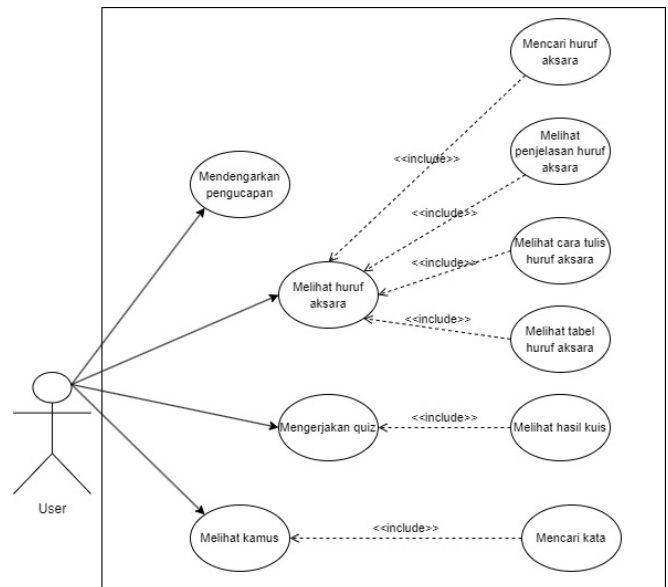 Mencari huruf
aksara
<<include>>
Melihat
penjelasan huruf
aksara
Mendengarkan
pengucapan
<<include>>
Melihat cara tulis
huruf aksara
<<include>>
Melihat huruf
aksara
<<include>>
Melihat tabel
huruf aksara
Mengerjakan quiz
<<include>>
Melihat hasil kuis
User
Melihat kamus
<<include>>
Mencari kata